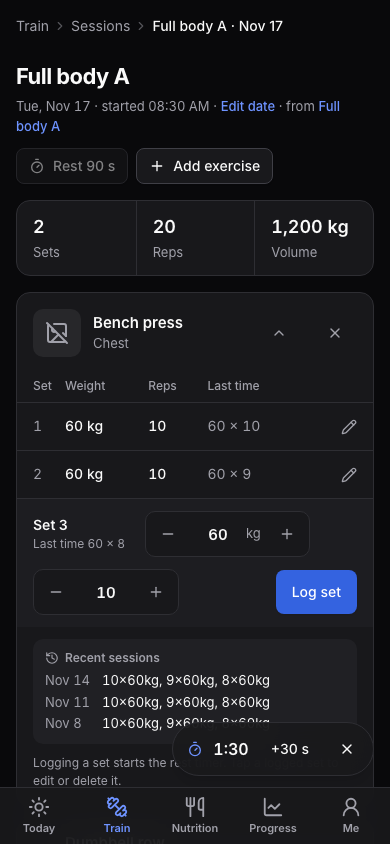 Train > Sessions > Full body A · Nov 17
Full body A
Tue, Nov 17 · started 08:30 AM · Edit date · from Full
body A
Rest 90 s
Add exercise
2 20 1,200 kg
Sets Reps Volume
Bench press
Chest
Set Weight Reps Last time
1 60 kg 10 60 × 10
2 60 kg 10 60 × 9
Set 3
Last time 60 × 8
− 60 kg +
− 10 +
Log set
Recent sessions
Nov 14 10×60kg, 9×60kg, 8×60kg
Nov 11 10×60kg, 9×60kg, 8×60kg
Nov 8 10×60kg, 9×60kg, 8×60kg
1:30 +30 s
Logging a set starts the
edit or delete it.
Today Train Nutrition Progress Me